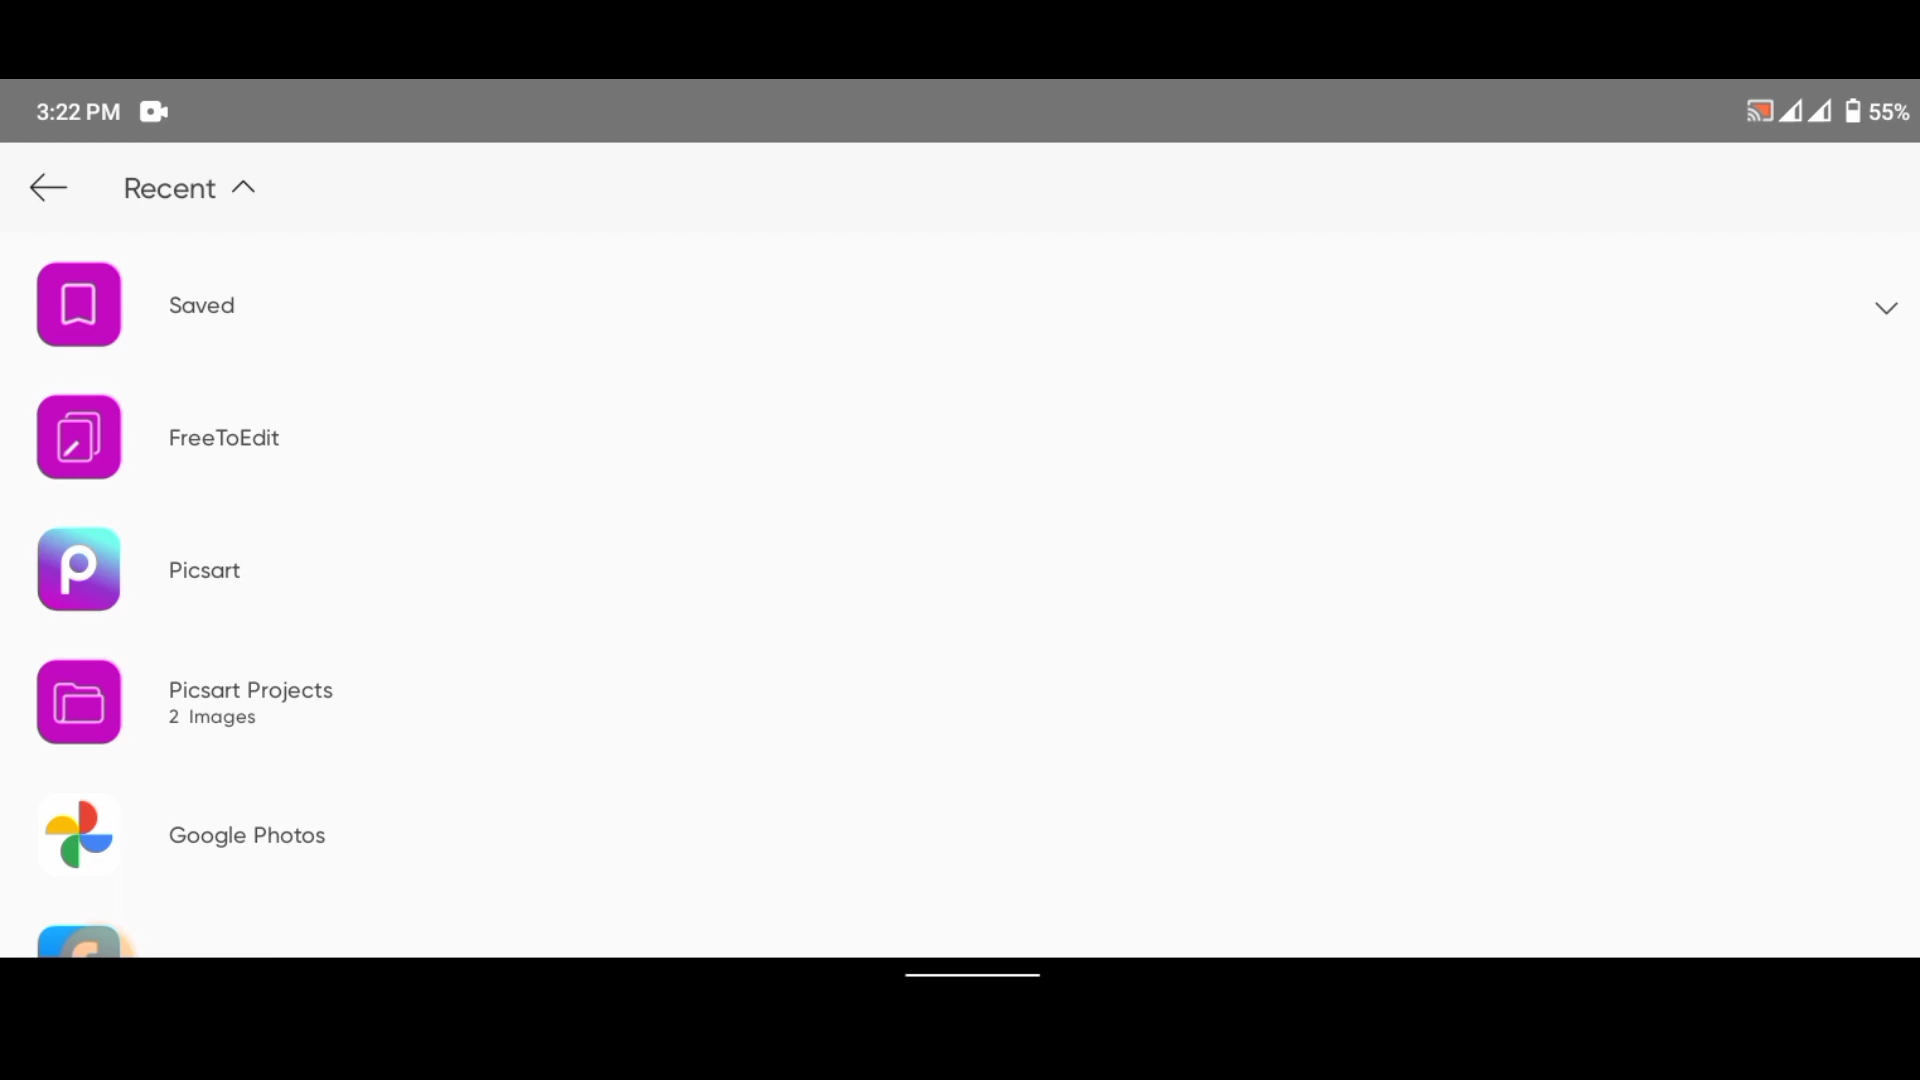 3:22 PM
55%
Recent
Saved
FreeToEdit
Picsart
Picsart Projects
2 Images
Google Photos